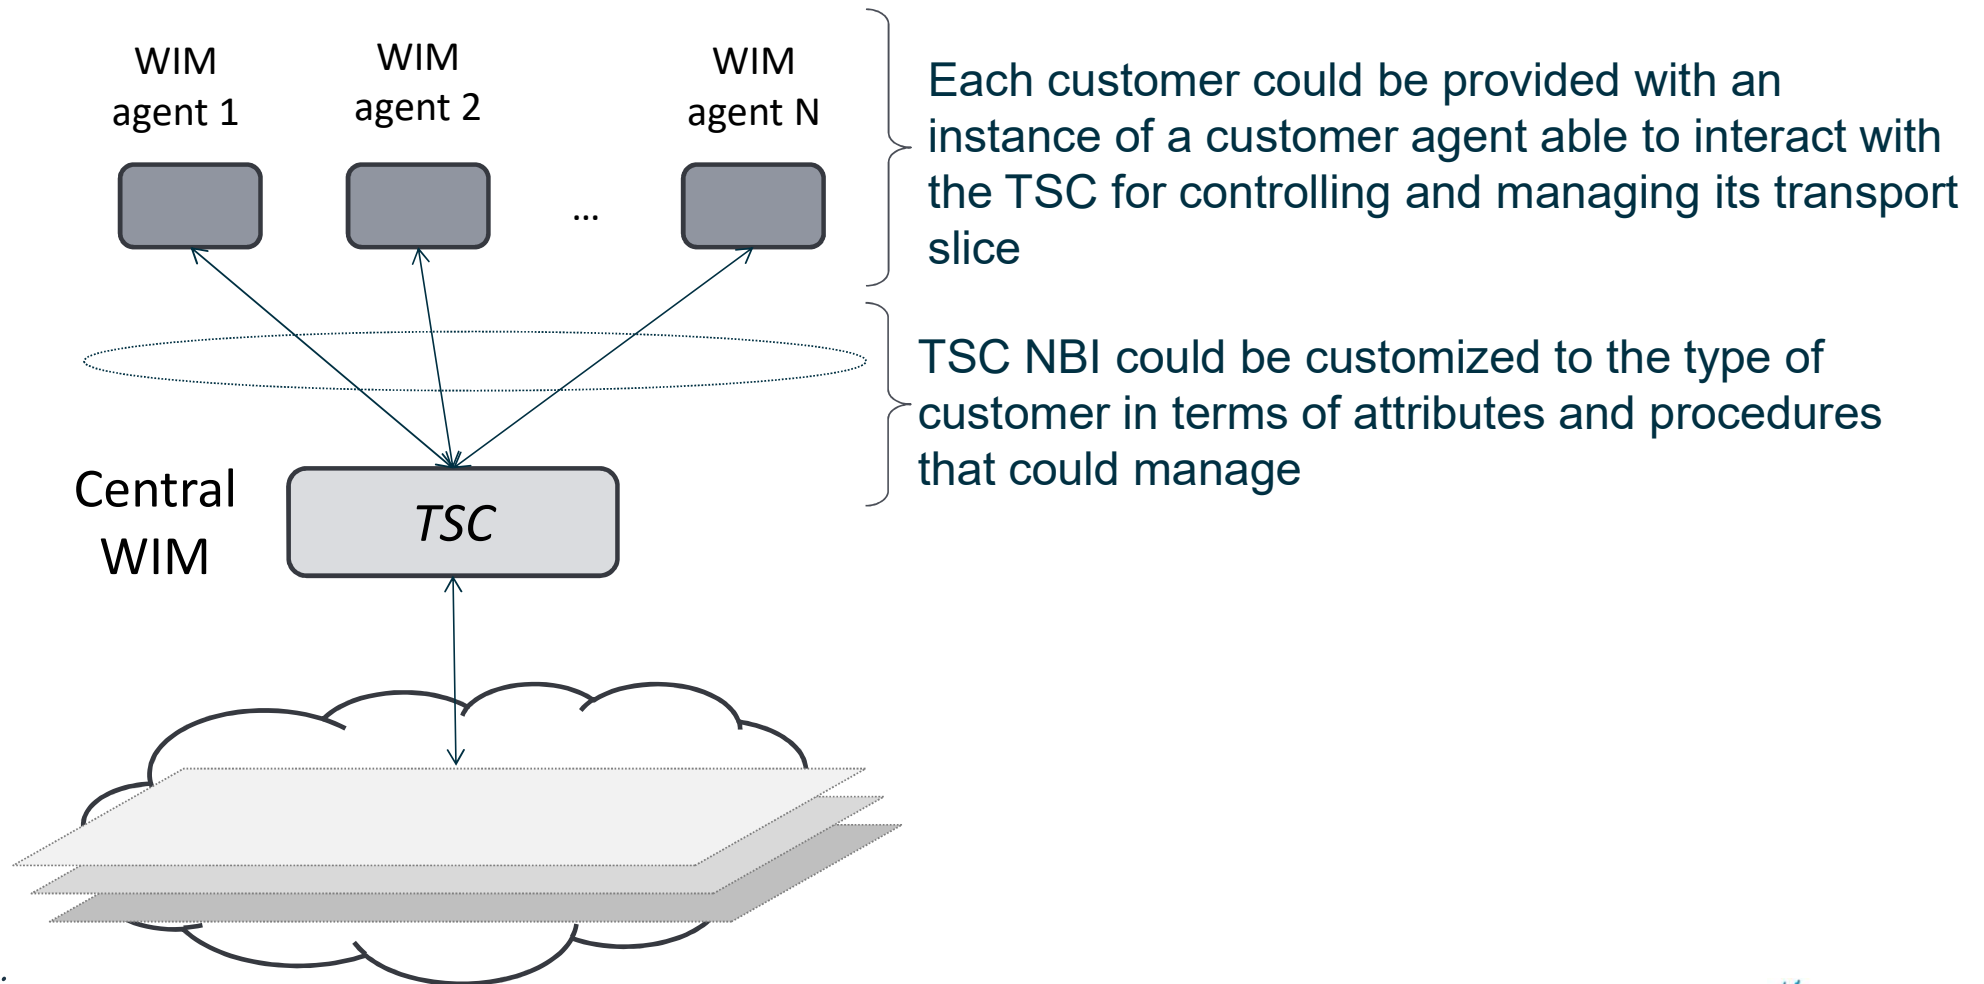 WIM
agent 1
WIM
agent 2
...
WIM
agent N
Each customer could be provided with an
instance of a customer agent able to interact with
the TSC for controlling and managing its transport
slice
TSC NBI could be customized to the type of
customer in terms of attributes and procedures
that could manage
Central
WIM
TSC